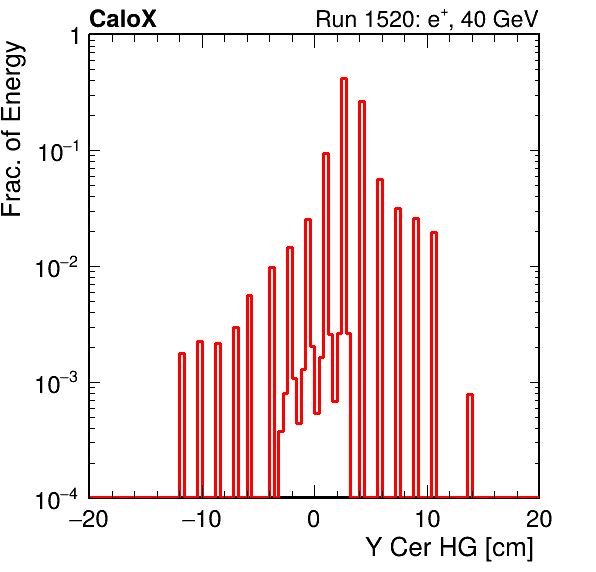 CaloX Run 1520: e⁺, 40 GeV
Frac. of Energy
1
10⁻¹
10⁻²
10⁻³
10⁻⁴
−20 −10 0 10 20
Y Cer HG [cm]